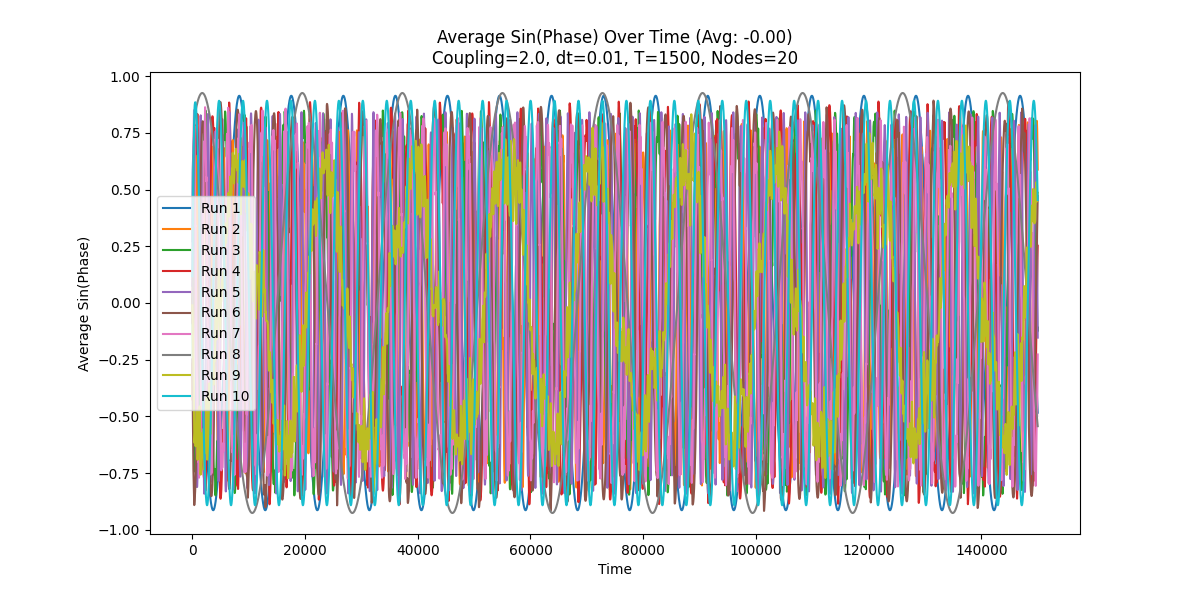 Average Sin(Phase) Over Time (Avg: -0.00)
Coupling=2.0, dt=0.01, T=1500, Nodes=20
Average Sin(Phase)
1.00
0.75
0.50
0.25
0.00
−0.25
−0.50
−0.75
−1.00
Run 1
Run 2
Run 3
Run 4
Run 5
Run 6
Run 7
Run 8
Run 9
Run 10
0 20000 40000 60000 80000 100000 120000 140000
Time